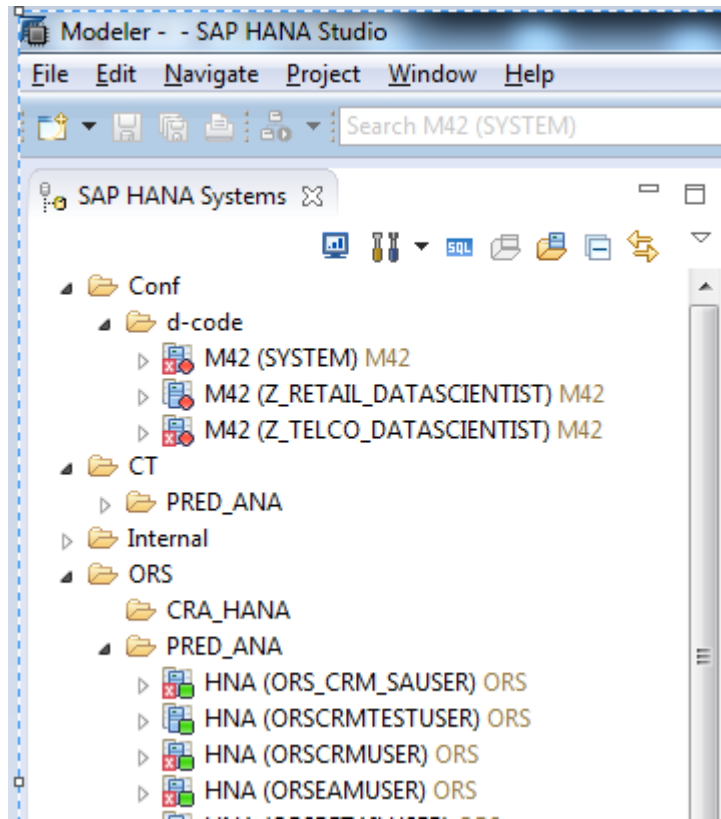 Modeler - - SAP HANA Studio
File Edit Navigate Project Window Help
Search M42 (SYSTEM)
SAP HANA Systems
SQL
Conf
d-code
M42 (SYSTEM) M42
M42 (Z_RETAIL_DATASCIENTIST) M42
M42 (Z_TELCO_DATASCIENTIST) M42
CT
PRED_ANA
Internal
ORS
CRA_HANA
PRED_ANA
HNA (ORS_CRM_SAUSER) ORS
HNA (ORSCRMTESTUSER) ORS
HNA (ORSCRMUSER) ORS
HNA (ORSEAMUSER) ORS